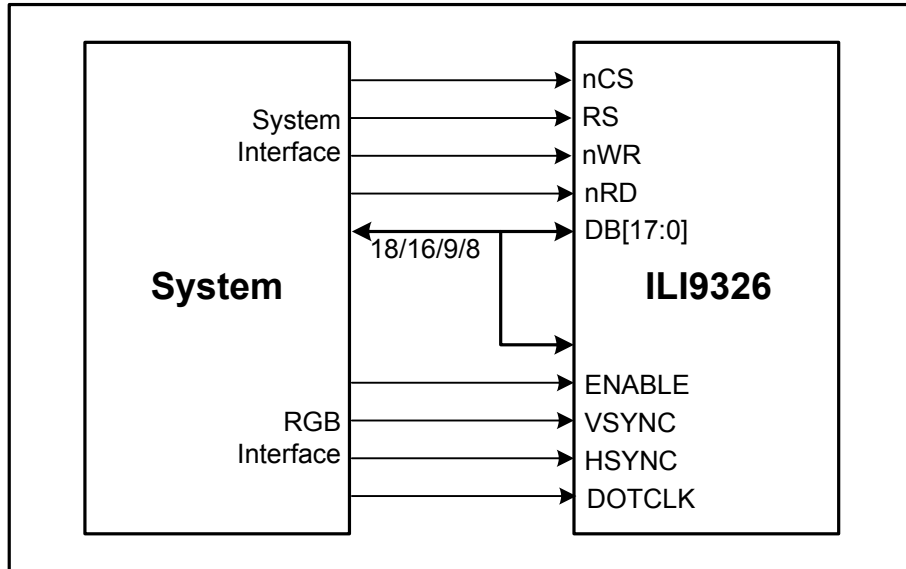 nCS
System
RS
Interface
nWR
nRD
DB[17:0]
18/16/9/8
System
ILI9326
ENABLE
RGB
VSYNC
Interface
HSYNC
DOTCLK